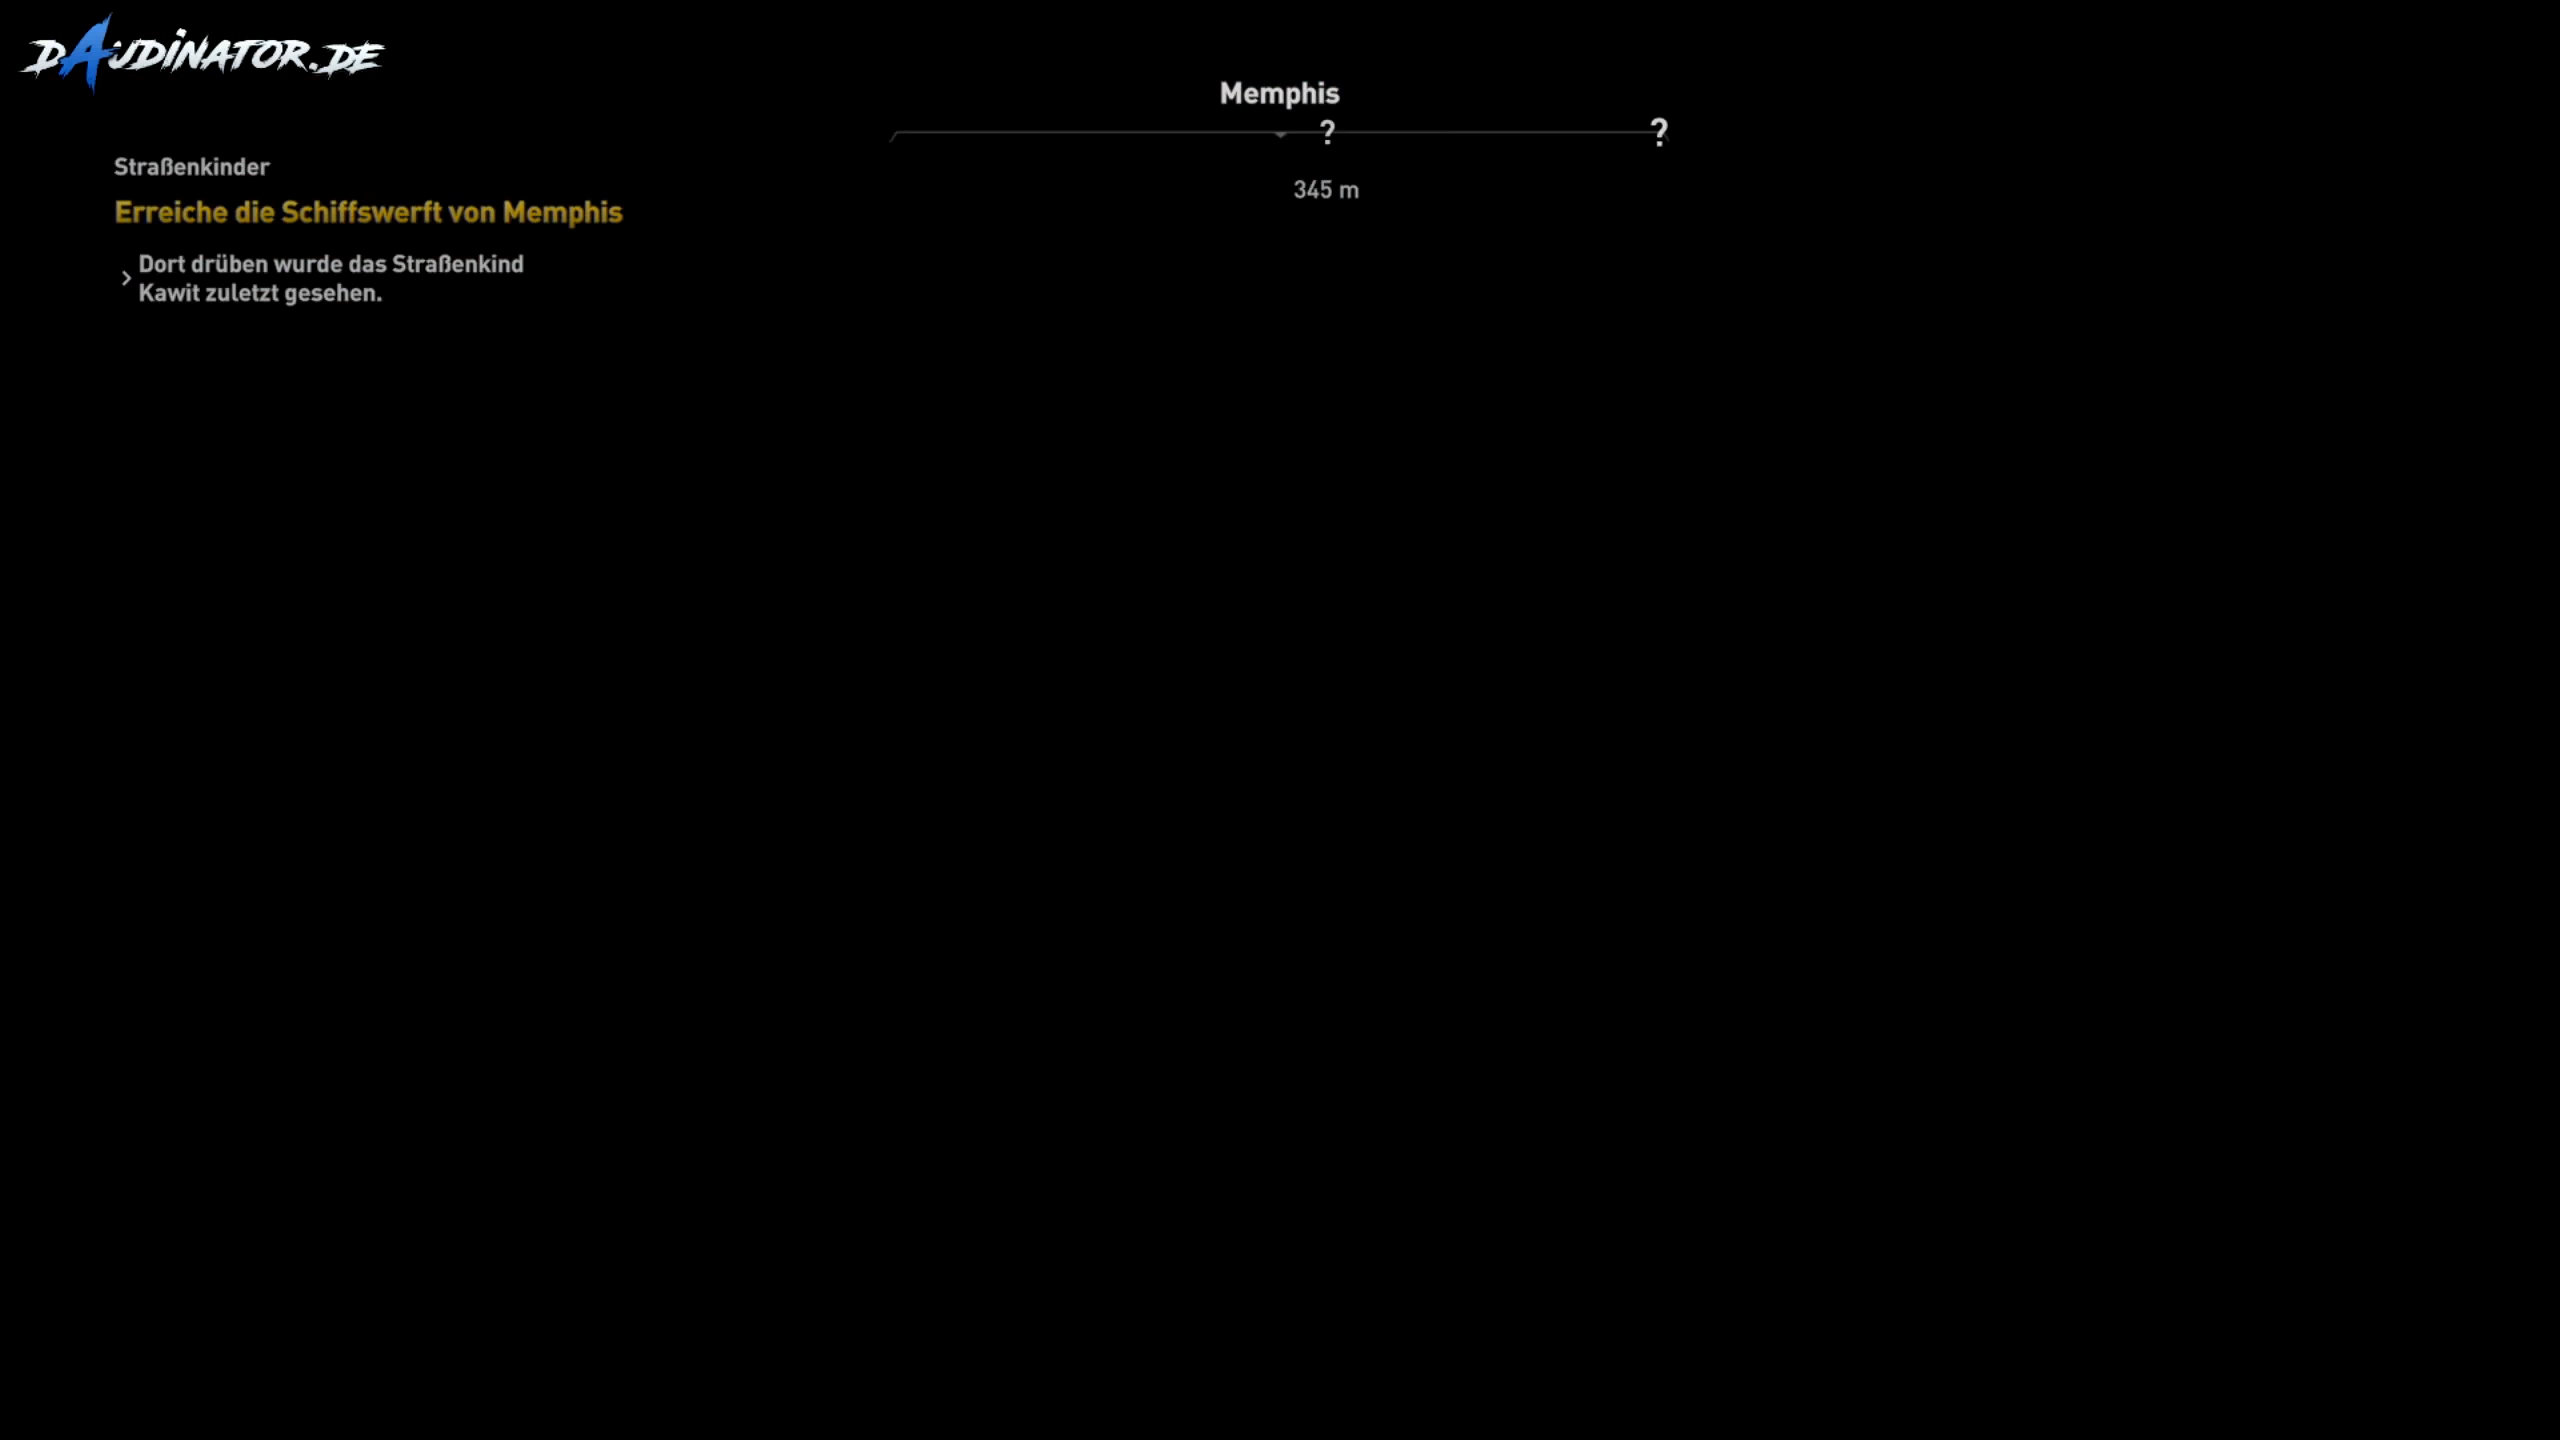 DAUDINATOR.DE
Memphis
?
?
345 m
Straßenkinder
Erreiche die Schiffswerft von Memphis
Dort drüben wurde das Straßenkind
Kawit zuletzt gesehen.